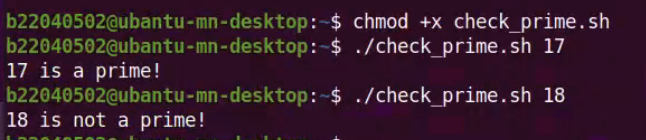 b22040502@ubantu-mn-desktop:~$ chmod +x check_prime.sh
b22040502@ubantu-mn-desktop:~$ ./check_prime.sh 17
17 is a prime!
b22040502@ubantu-mn-desktop:~$ ./check_prime.sh 18
18 is not a prime!